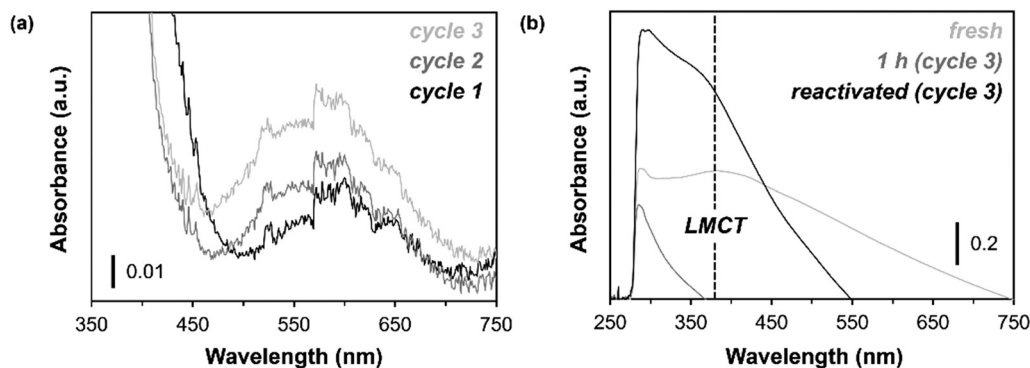 (a)
cycle 3
cycle 2
cycle 1
Absorbance (a.u.)
0.01
350 450 550 650 750
Wavelength (nm)
(b)
fresh
1 h (cycle 3)
reactivated (cycle 3)
Absorbance (a.u.)
LMCT
0.2
250 350 450 550 650 750
Wavelength (nm)